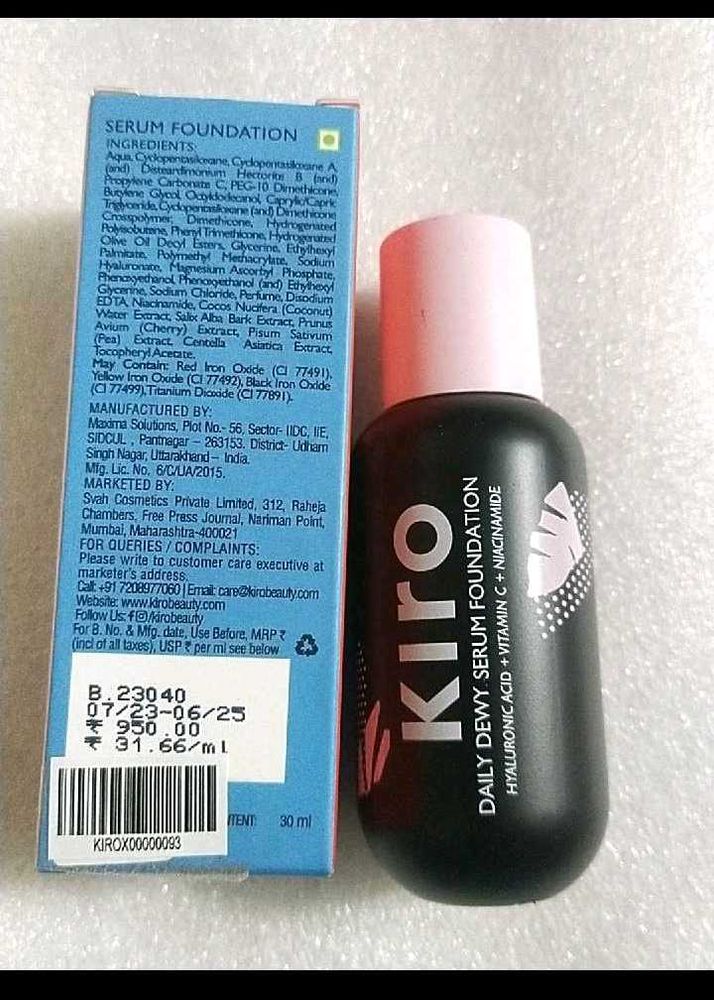 SERUM FOUNDATION
INGREDIENTS:
Aqua, Cyclopentasiloxane, Cyclopentasiloxane A
(and) Disteardimonium Hectorite B (and)
Propylene Carbonate C, PEG-10 Dimethicone,
Butylene Glycol, Octyldodecanol, Caprylic/Capric
Triglyceride, Cyclopentasiloxane (and) Dimethicone
Crosspolymer, Dimethicone, Hydrogenated
Polyisobutene, Phenyl Trimethicone, Hydrogenated
Olive Oil Decyl Esters, Glycerine, Ethylhexyl
Palmitate, Polymethyl Methacrylate, Sodium
Hyaluronate, Magnesium Ascorbyl Phosphate,
Phenoxyethanol, Phenoxyethanol (and) Ethylhexyl
Glycerine, Sodium Chloride, Perfume, Disodium
EDTA, Niacinamide, Cocos Nucifera (Coconut)
Water Extract, Salix Alba Bark Extract, Prunus
Avium (Cherry) Extract, Pisum Sativum
(Pea) Extract, Centella Asiatica Extract,
Tocopheryl Acetate.
May Contain: Red Iron Oxide (CI 77491),
Yellow Iron Oxide (CI 77492), Black Iron Oxide
(CI 77499), Titanium Dioxide (CI 77891).
MANUFACTURED BY:
Maxima Solutions, Plot No.- 56, Sector- IIDC, IIE,
SIDCUL , Pantnagar – 263153. District- Udham
Singh Nagar, Uttarakhand – India.
Mfg. Lic. No. 6/C/UA/2015.
MARKETED BY:
Svah Cosmetics Private Limited, 312, Raheja
Chambers, Free Press Journal, Nariman Point,
Mumbai, Maharashtra-400021
FOR QUERIES / COMPLAINTS:
Please write to customer care executive at
marketer's address.
Call: +91 7208977060 | Email: care@kirobeauty.com
Website: www.kirobeauty.com
Follow Us: /kirobeauty
For B. No. & Mfg. date, Use Before, MRP ₹
(incl of all taxes), USP ₹ per ml see below
B.23040
07/23-06/25
₹ 950.00
₹ 31.66/ml
KIROX00000093
TENT: 30 ml
KIro
DAILY DEWY SERUM FOUNDATION
HYALURONIC ACID + VITAMIN C + NIACINAMIDE